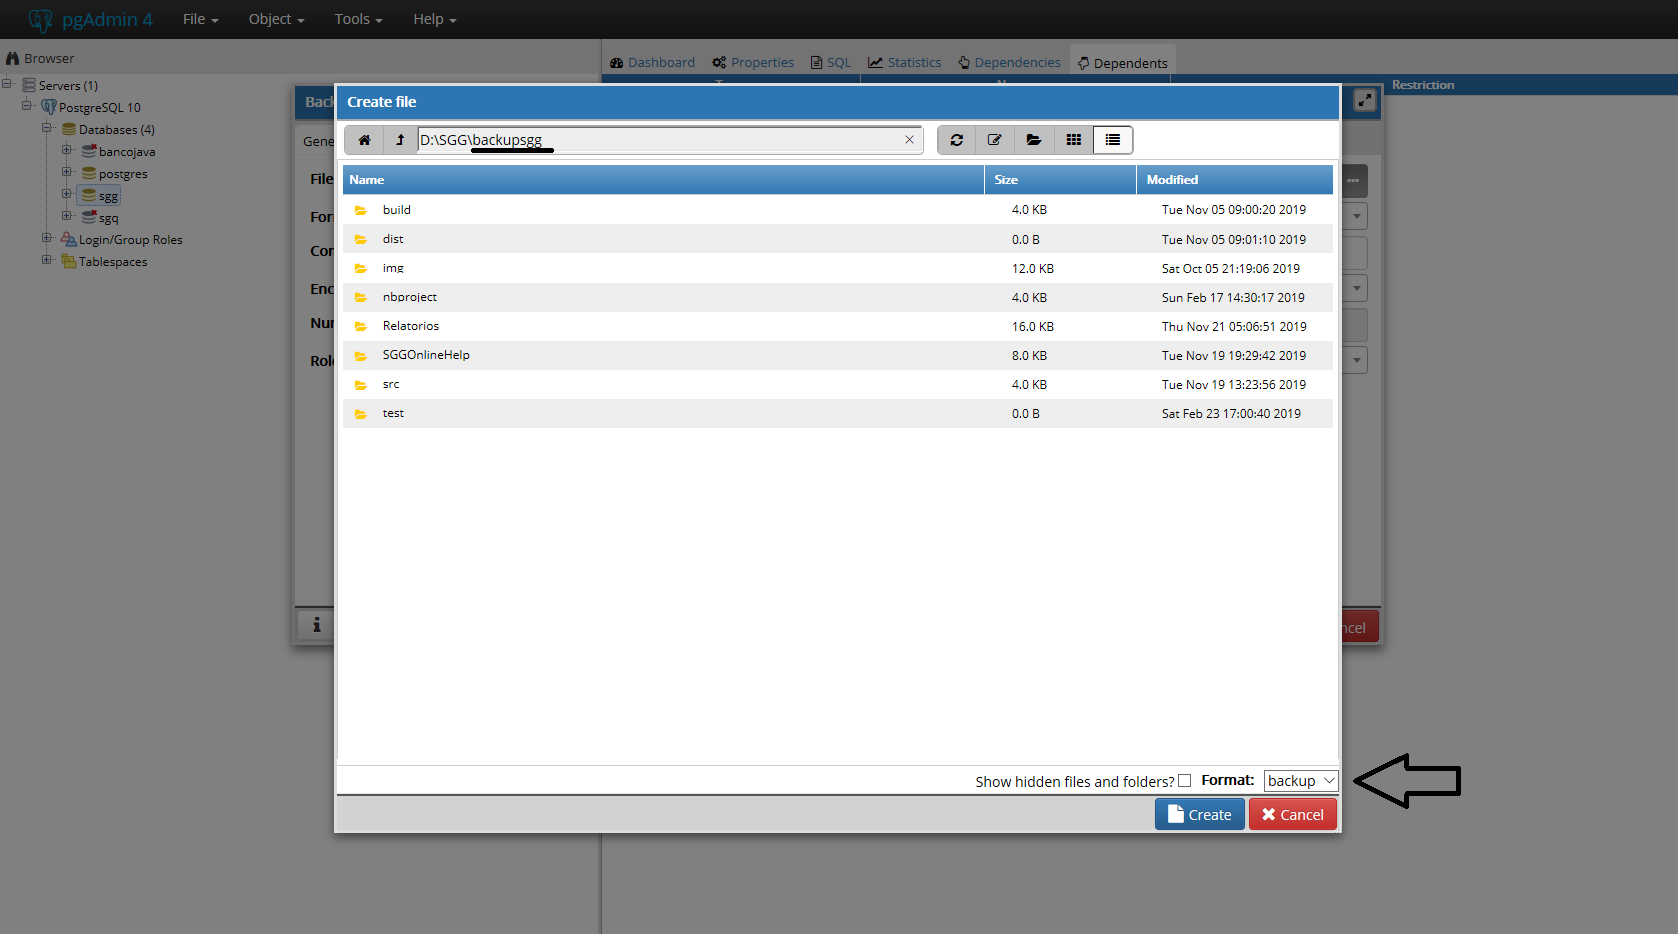 pgAdmin 4 File Object Tools Help
Browser
Servers (1)
PostgreSQL 10
Databases (4)
bancojava
postgres
sgg
sgq
Login/Group Roles
Tablespaces
Dashboard Properties SQL Statistics Dependencies Dependents
Restriction
Back
Gene
File
For
Con
Enc
Nun
Role
ncel
Create file
D:\SGG\backupsgg
Name Size Modified
build 4.0 KB Tue Nov 05 09:00:20 2019
dist 0.0 B Tue Nov 05 09:01:10 2019
img 12.0 KB Sat Oct 05 21:19:06 2019
nbproject 4.0 KB Sun Feb 17 14:30:17 2019
Relatorios 16.0 KB Thu Nov 21 05:06:51 2019
SGGOnlineHelp 8.0 KB Tue Nov 19 19:29:42 2019
src 4.0 KB Tue Nov 19 13:23:56 2019
test 0.0 B Sat Feb 23 17:00:40 2019
Show hidden files and folders? Format: backup
Create Cancel